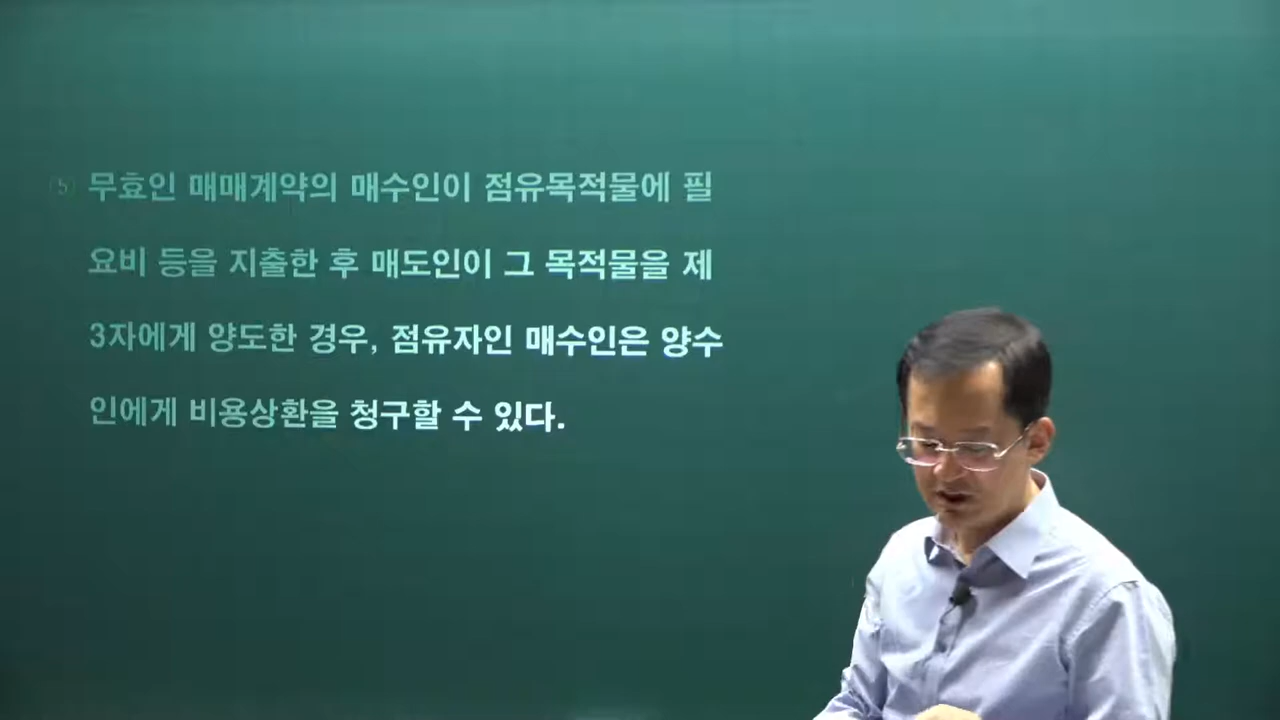 ⑤ 무효인 매매계약의 매수인이 점유목적물에 필
요비 등을 지출한 후 매도인이 그 목적물을 제
3자에게 양도한 경우, 점유자인 매수인은 양수
인에게 비용상환을 청구할 수 있다.